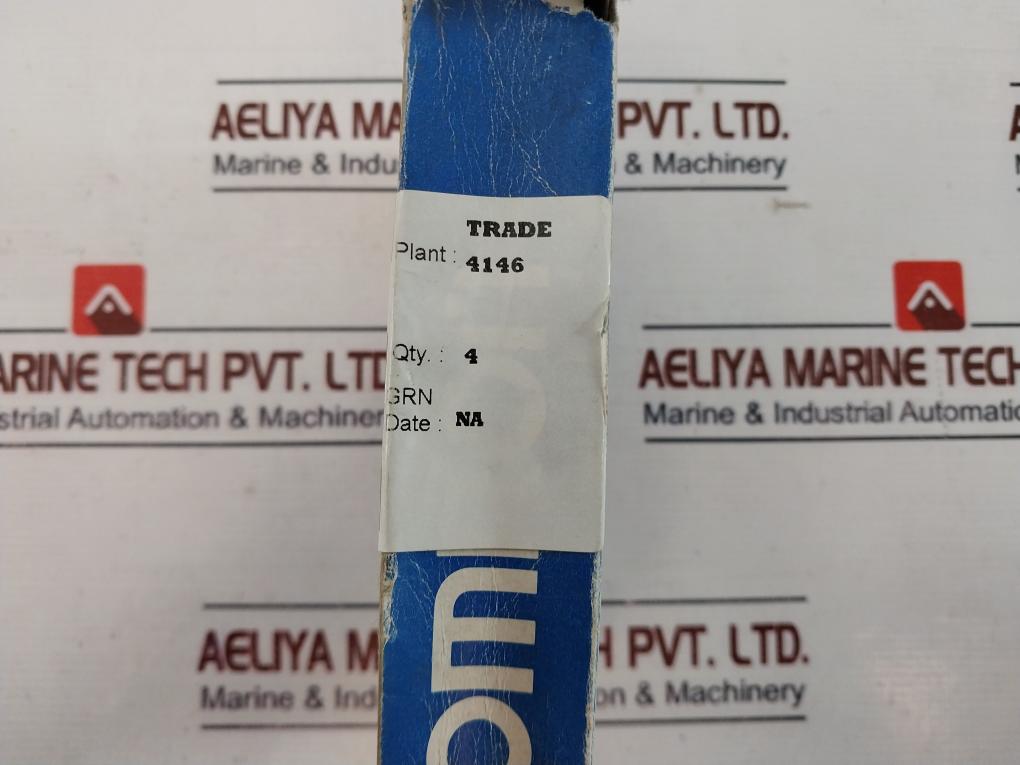 AELIYA MA PVT. LTD.
Marine & Indu & Machinery
TRADE
Plant : 4146
Qty. : 4
GRN
Date : NA
ARINE TECH PVT. LTD
strial Automation & Machiner
AELIYA MARINE TECH
Marine & Industrial Automatio
om
AELIYA M H PVT. LTD.
Marine & Ind on & Machinery